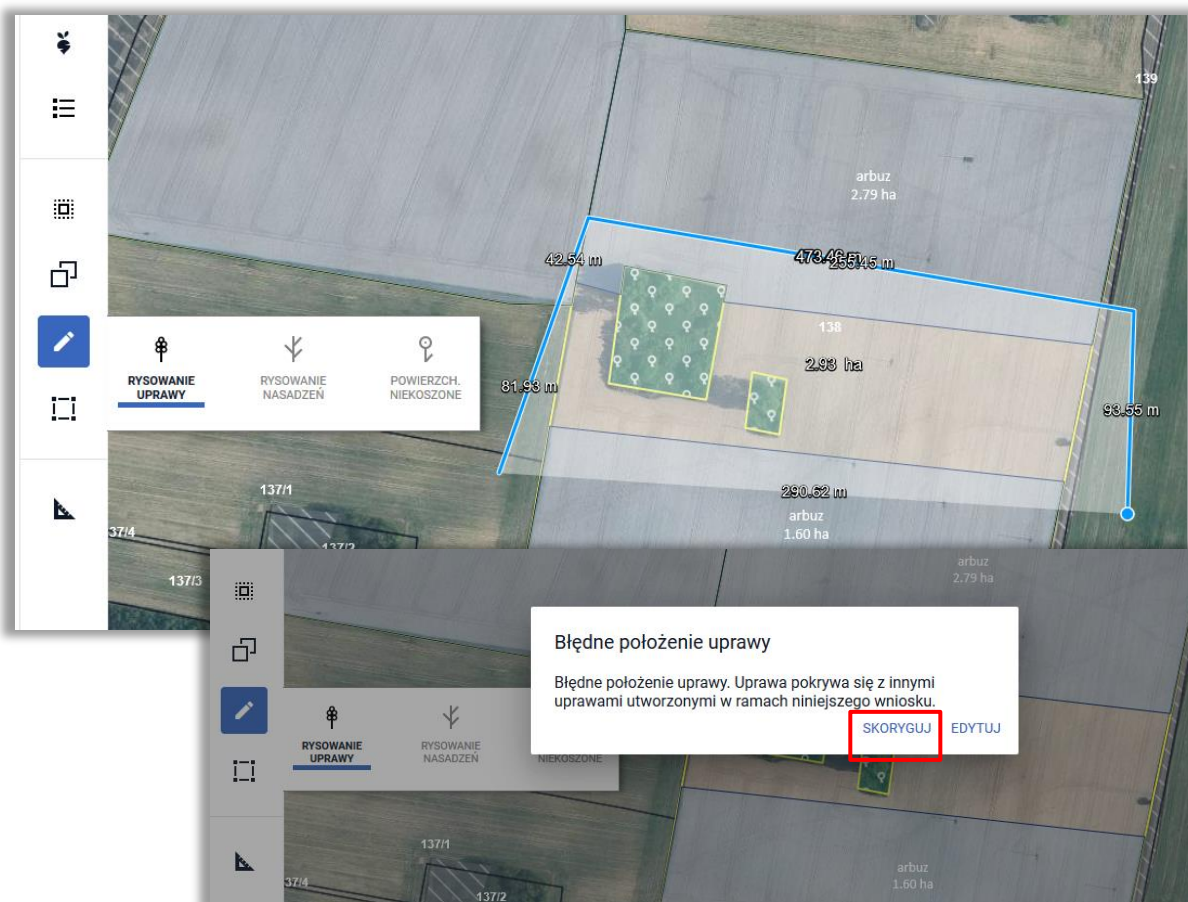 139
arbuz
2.79 ha
42.54 m
255.45 m
138
2.93 ha
RYSOWANIE
UPRAWY
RYSOWANIE
NASADZEŃ
POWIERZCH.
NIEKOSZONE
81.93 m
93.55 m
290.62 m
arbuz
1.60 ha
137/1
37/4
137/2
137/3
arbuz
2.79 ha
Błędne położenie uprawy
Błędne położenie uprawy. Uprawa pokrywa się z innymi
uprawami utworzonymi w ramach niniejszego wniosku.
SKORYGUJ EDYTUJ
RYSOWANIE
UPRAWY
RYSOWANIE
NASADZEŃ
NIEKOSZONE
137/1
37/4
137/2
arbuz
1.60 ha